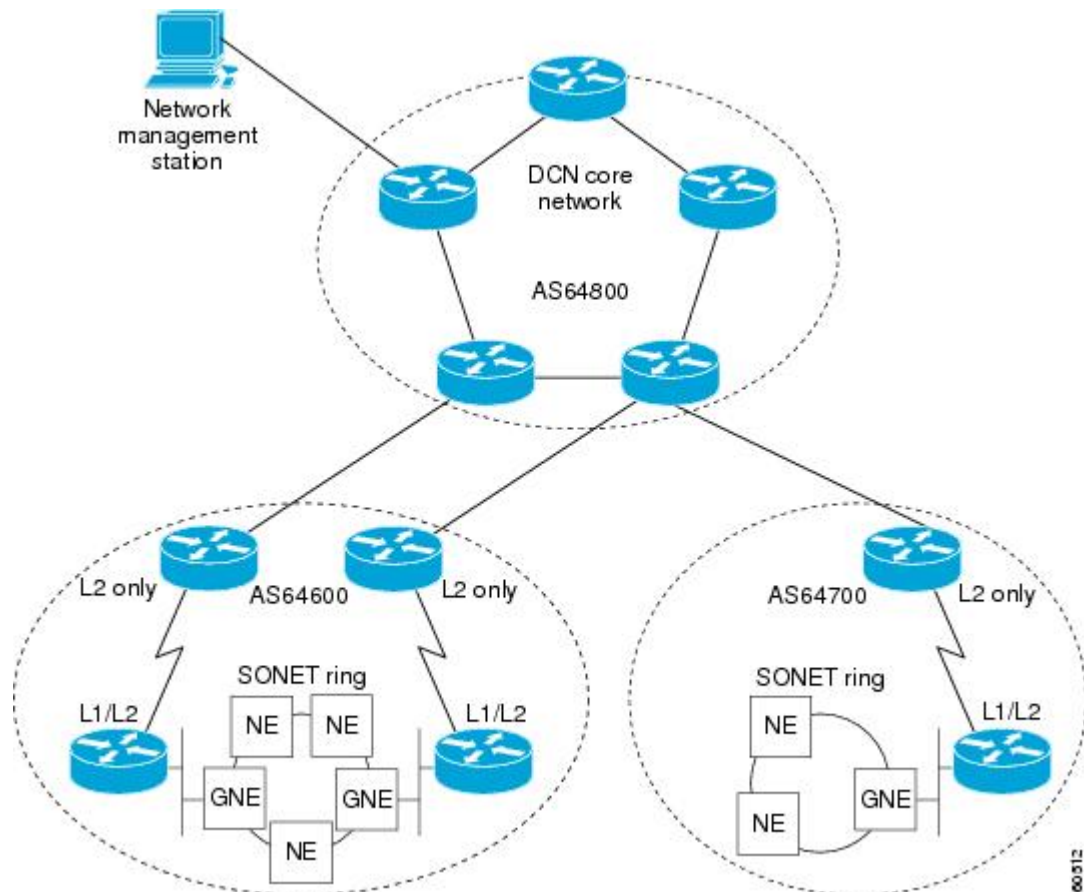 Network
management
station
DCN core
network
AS64800
L2 only
AS64600
L2 only
AS64700
L2 only
SONET ring
SONET ring
L1/L2
NE
NE
L1/L2
NE
L1/L2
GNE
GNE
GNE
NE
NE
60512